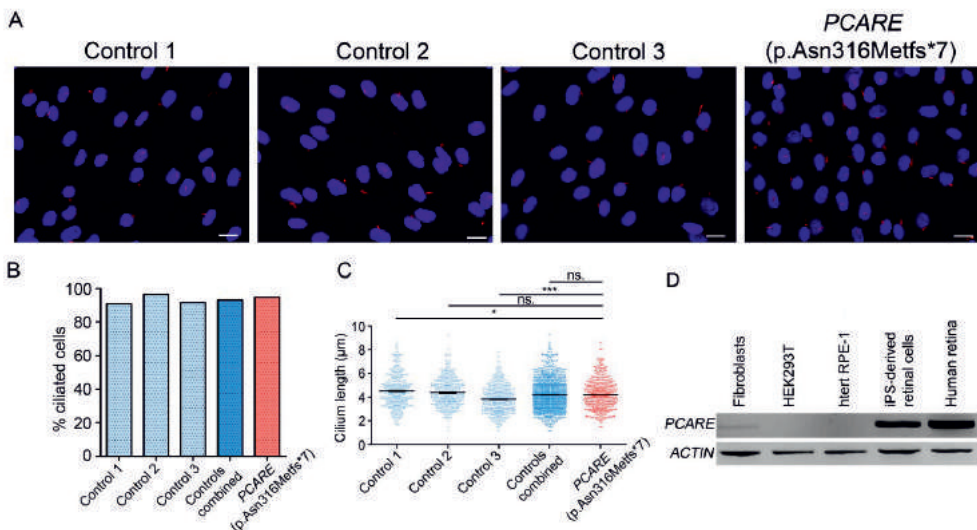 A
Control 1
Control 2
Control 3
PCARE
(p.Asn316Metfs*7)
B
% ciliated cells
100
80
60
40
20
0
Control 1
Control 2
Control 3
Controls
combined
PCARE
(p.Asn316Metfs*7)
C
ns.
***
ns.
*
Cilium length (μm)
10
8
6
4
2
0
Control 1
Control 2
Control 3
Controls
combined
PCARE
(p.Asn316Metfs*7)
D
Fibroblasts
HEK293T
htert RPE-1
iPS-derived
retinal cells
Human retina
PCARE
ACTIN